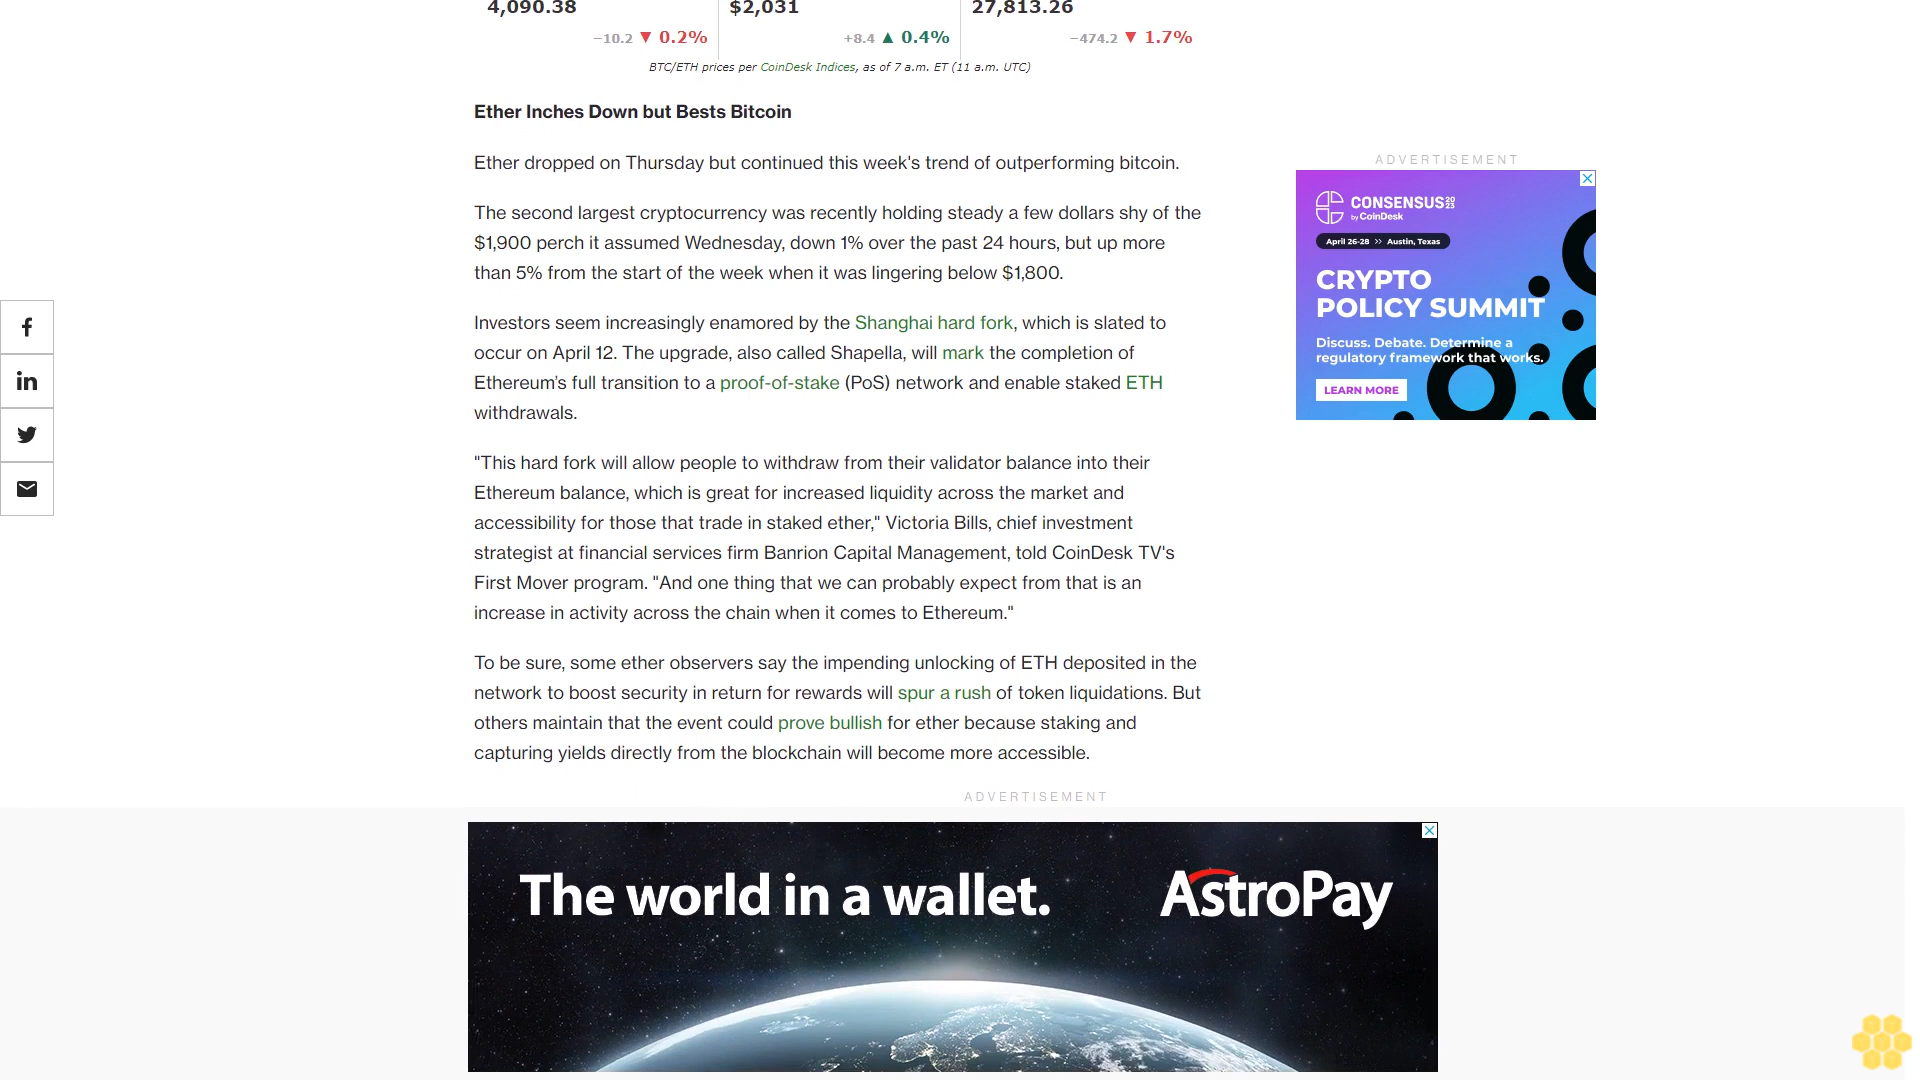 4,090.38 $2,031 27,813.26
−10.2 ▼ 0.2% +8.4 ▲ 0.4% −474.2 ▼ 1.7%
BTC/ETH prices per CoinDesk Indices, as of 7 a.m. ET (11 a.m. UTC)
Ether Inches Down but Bests Bitcoin
Ether dropped on Thursday but continued this week's trend of outperforming bitcoin.
The second largest cryptocurrency was recently holding steady a few dollars shy of the
$1,900 perch it assumed Wednesday, down 1% over the past 24 hours, but up more
than 5% from the start of the week when it was lingering below $1,800.
Investors seem increasingly enamored by the Shanghai hard fork, which is slated to
occur on April 12. The upgrade, also called Shapella, will mark the completion of
Ethereum's full transition to a proof-of-stake (PoS) network and enable staked ETH
withdrawals.
"This hard fork will allow people to withdraw from their validator balance into their
Ethereum balance, which is great for increased liquidity across the market and
accessibility for those that trade in staked ether," Victoria Bills, chief investment
strategist at financial services firm Banrion Capital Management, told CoinDesk TV's
First Mover program. "And one thing that we can probably expect from that is an
increase in activity across the chain when it comes to Ethereum."
To be sure, some ether observers say the impending unlocking of ETH deposited in the
network to boost security in return for rewards will spur a rush of token liquidations. But
others maintain that the event could prove bullish for ether because staking and
capturing yields directly from the blockchain will become more accessible.
ADVERTISEMENT
CONSENSUS 2023
by CoinDesk
April 26-28 >> Austin, Texas
CRYPTO
POLICY SUMMIT
Discuss. Debate. Determine a
regulatory framework that works.
LEARN MORE
ADVERTISEMENT
The world in a wallet. AstroPay